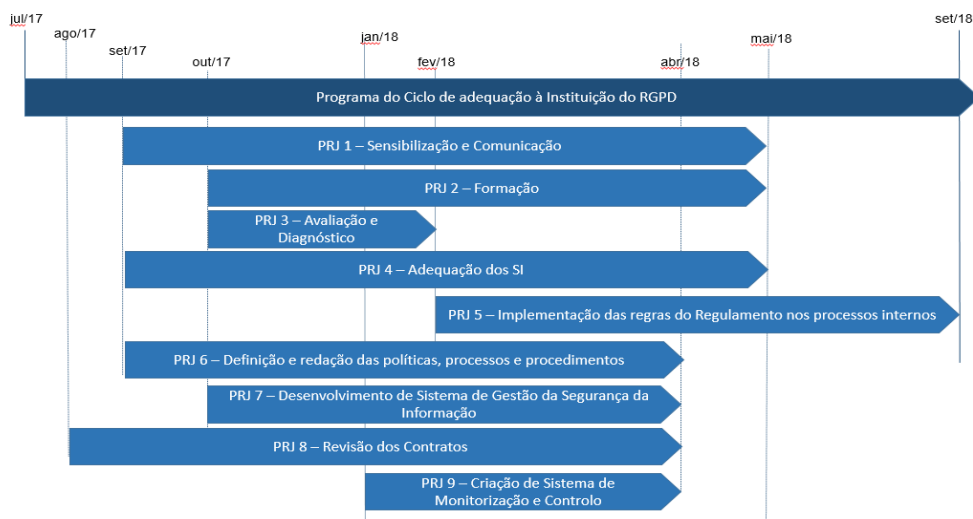 jul/17
set/18
ago/17
jan/18
mai/18
set/17
out/17
fev/18
abr/18
Programa do Ciclo de adequação à Instituição do RGPD
PRJ 1 – Sensibilização e Comunicação
PRJ 2 – Formação
PRJ 3 – Avaliação e
Diagnóstico
PRJ 4 – Adequação dos SI
PRJ 5 – Implementação das regras do Regulamento nos processos internos
PRJ 6 – Definição e redação das políticas, processos e procedimentos
PRJ 7 – Desenvolvimento de Sistema de Gestão da Segurança da
Informação
PRJ 8 – Revisão dos Contratos
PRJ 9 – Criação de Sistema de
Monitorização e Controlo